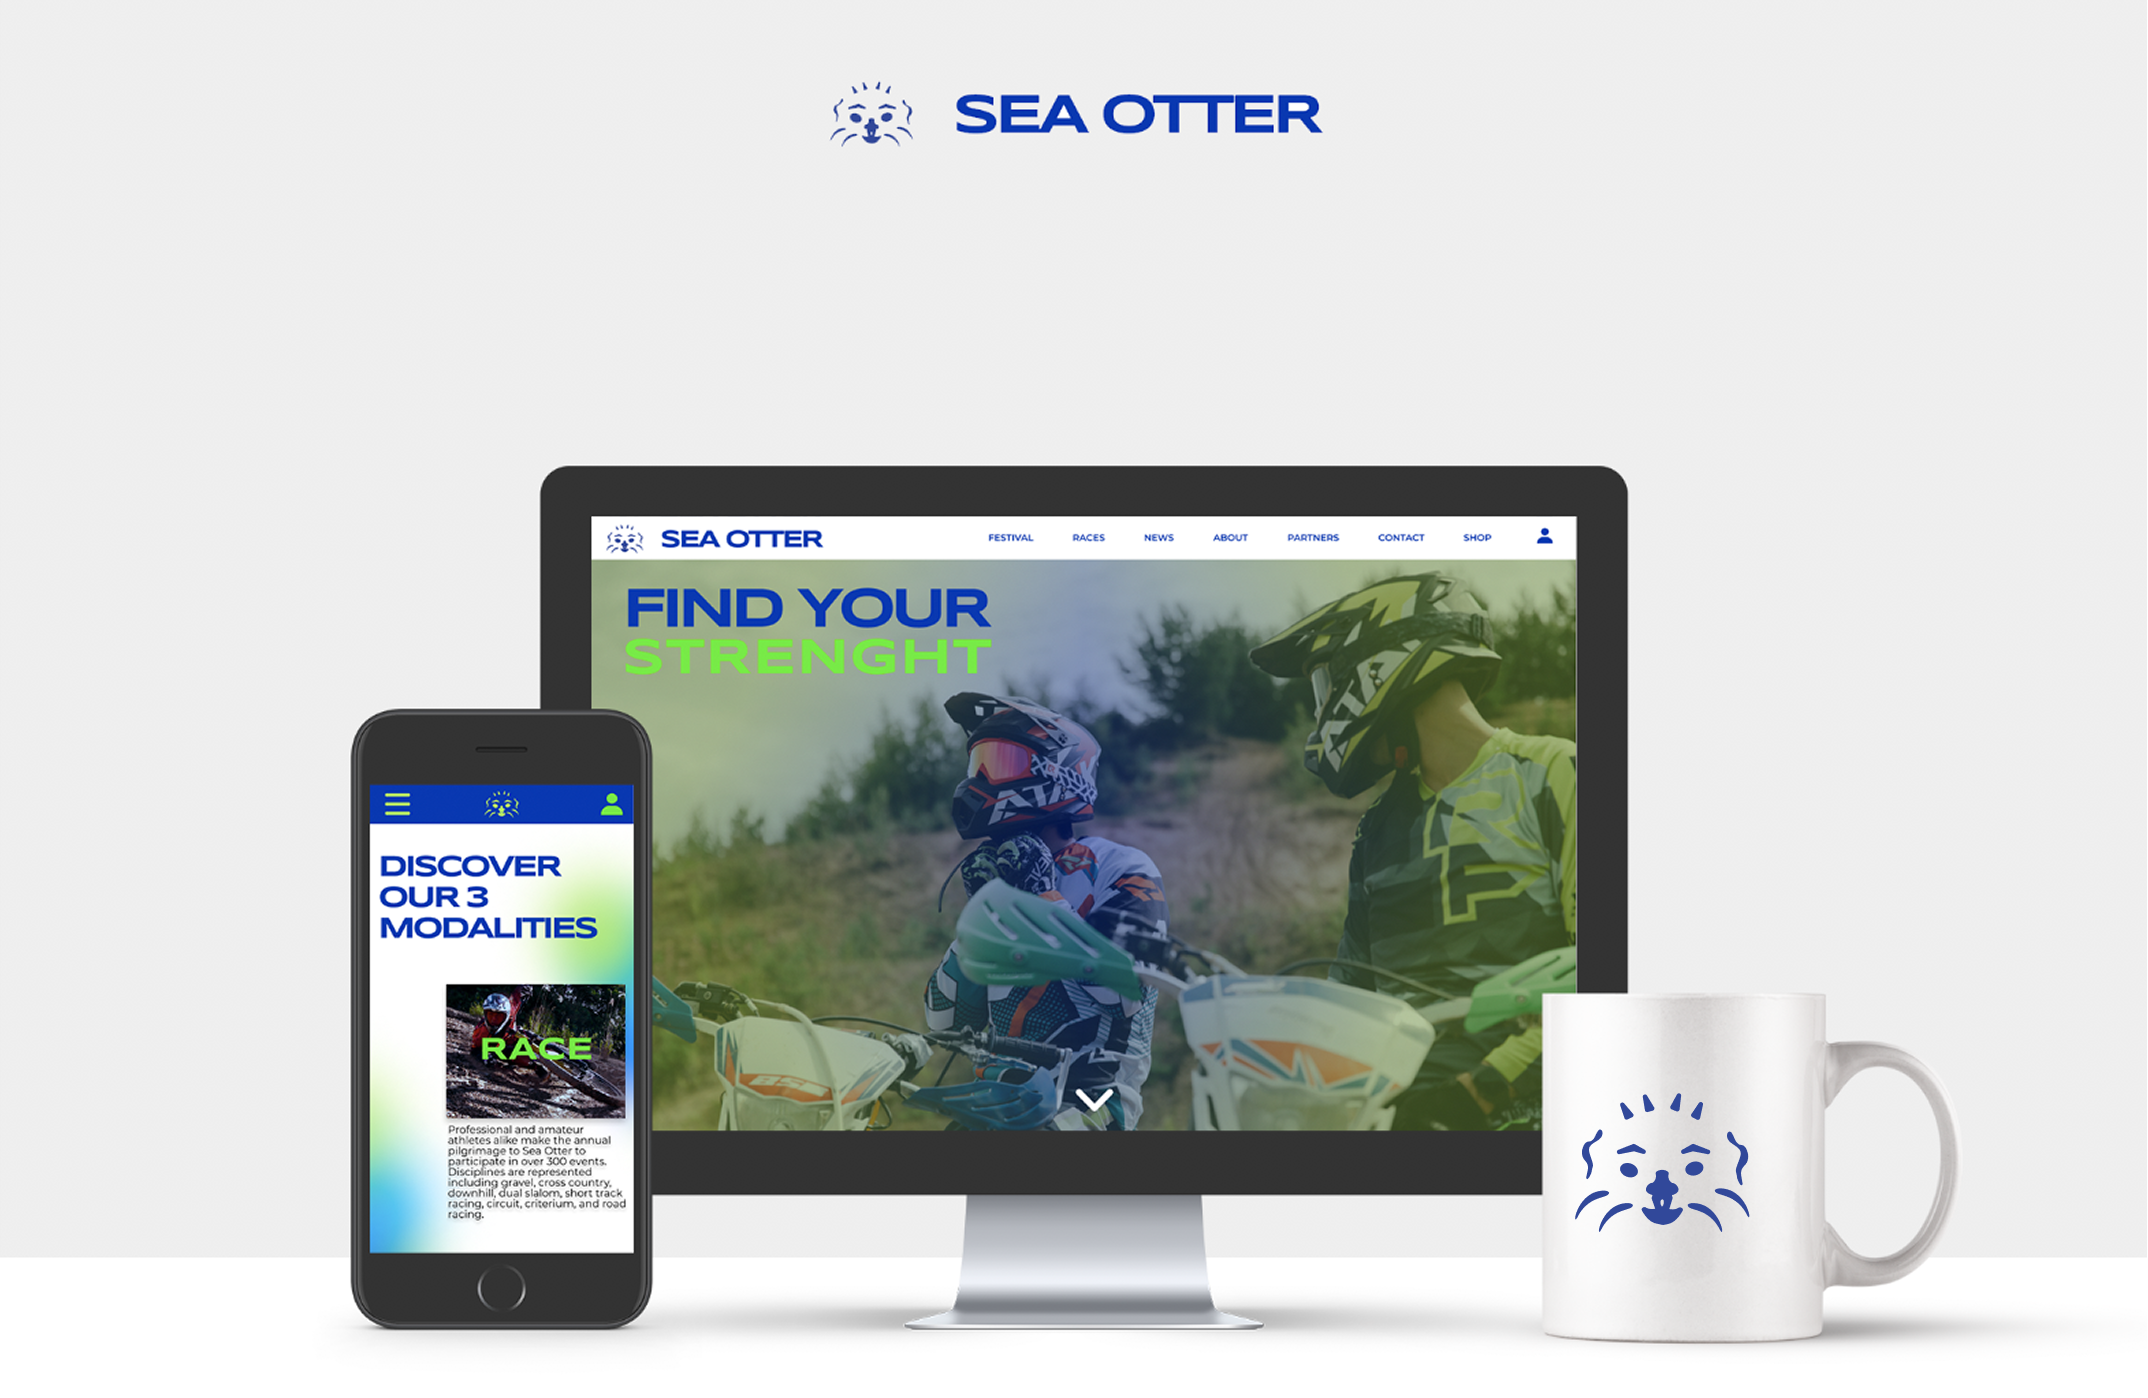 SEA OTTER
SEA OTTER
FESTIVAL RACES NEWS ABOUT PARTNERS CONTACT SHOP
FIND YOUR
STRENGHT
ATA
DISCOVER
OUR 3
MODALITIES
RACE
Professional and amateur
athletes alike make the annual
pilgrimage to Sea Otter to
participate in over 300 events.
Disciplines are represented
including gravel, cross country,
downhill, dual slalom, short track
racing, circuit, criterium, and road
racing.